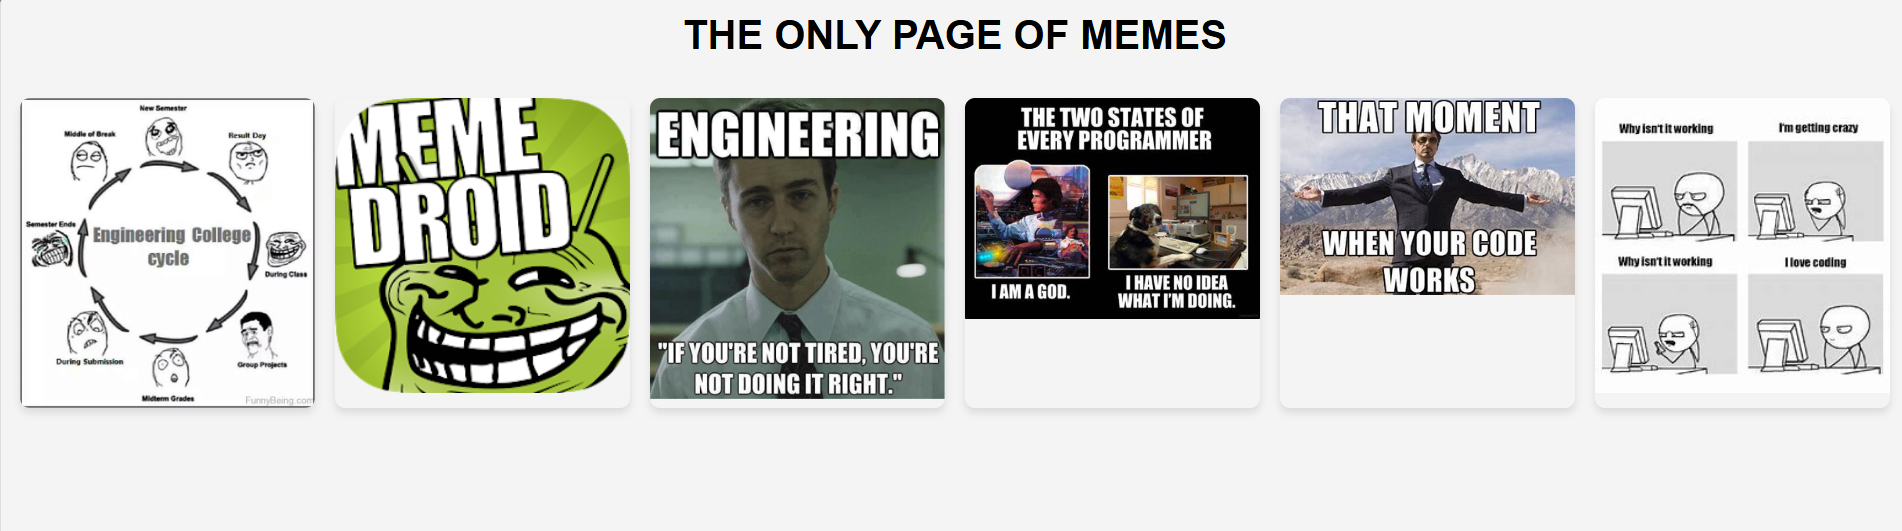 THE ONLY PAGE OF MEMES
New Semester
Middle of Break
Result Day
Semester Ends
Engineering College
cycle
During Class
During Submission
Group Projects
Midterm Grades
FunnyBeing.com
MEME
DROID
ENGINEERING
"IF YOU'RE NOT TIRED, YOU'RE
NOT DOING IT RIGHT."
THE TWO STATES OF
EVERY PROGRAMMER
I AM A GOD.
I HAVE NO IDEA
WHAT I'M DOING.
THAT MOMENT
WHEN YOUR CODE
WORKS
Why isn't it working
I'm getting crazy
Why isn't it working
I love coding